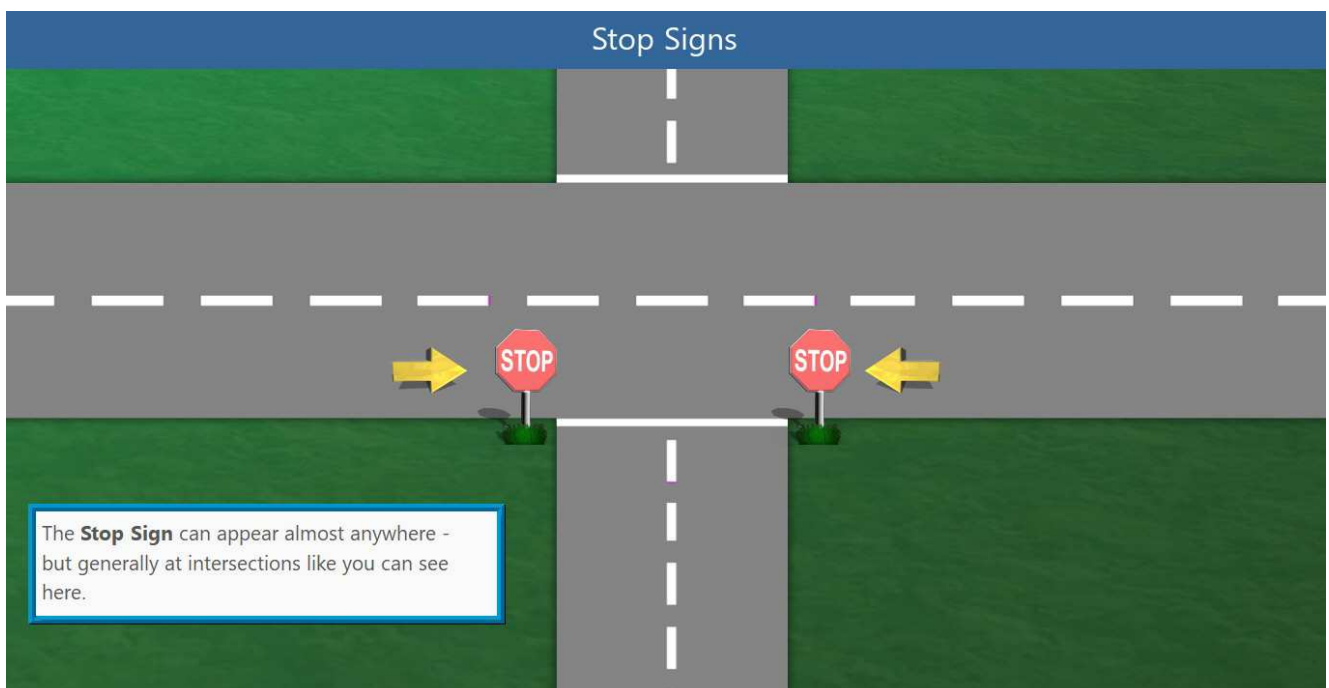 Stop Signs
STOP
STOP
The Stop Sign can appear almost anywhere -
but generally at intersections like you can see
here.